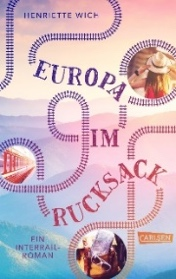 HENRIETTE WICH
EUROPA
IM
RUCKSACK
EIN
INTERRAIL-
ROMAN
CARLSEN